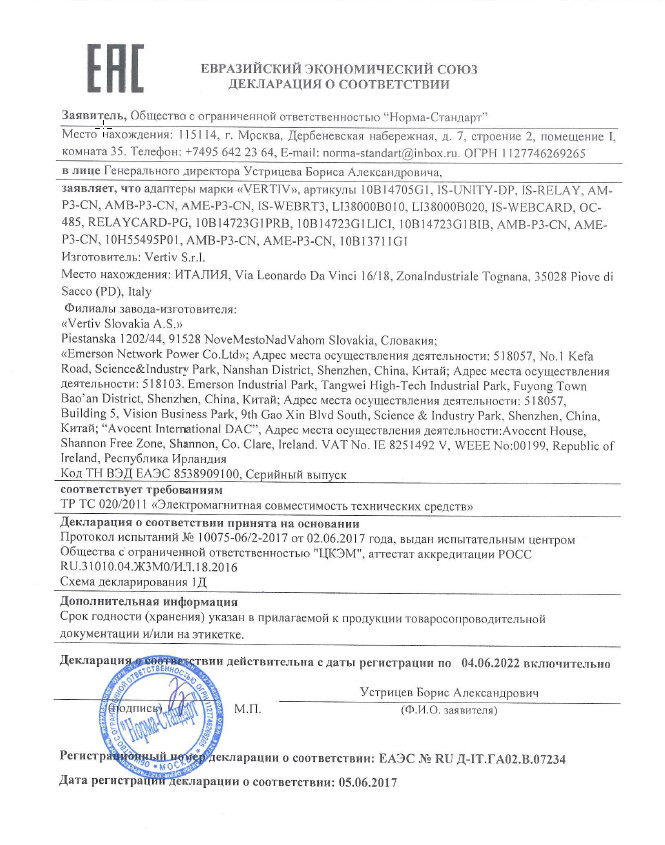 EAC
ЕВРАЗИЙСКИЙ ЭКОНОМИЧЕСКИЙ СОЮЗ
ДЕКЛАРАЦИЯ О СООТВЕТСТВИИ
Заявитель, Общество с ограниченной ответственностью “Норма-Стандарт”
Место нахождения: 115114, г. Москва, Дербеневская набережная, д. 7, строение 2, помещение I,
комната 35. Телефон: +7495 642 23 64, E-mail: norma-standart@inbox.ru. ОГРН 1127746269265
в лице Генерального директора Устрицева Бориса Александровича,
заявляет, что адаптеры марки «VERTIV», артикулы 10B14705G1, IS-UNITY-DP, IS-RELAY, AM-
P3-CN, AMB-P3-CN, AME-P3-CN, IS-WEBRT3, LI38000B010, LI38000B020, IS-WEBCARD, OC-
485, RELAYCARD-PG, 10B14723G1PRB, 10B14723G1LICI, 10B14723G1BIB, AMB-P3-CN, AME-
P3-CN, 10H55495P01, AMB-P3-CN, AME-P3-CN, 10B13711G1
Изготовитель: Vertiv S.r.l.
Место нахождения: ИТАЛИЯ, Via Leonardo Da Vinci 16/18, ZonaIndustriale Tognana, 35028 Piove di
Sacco (PD), Italy
Филиалы завода-изготовителя:
«Vertiv Slovakia A.S.»
Piestanska 1202/44, 91528 NoveMestoNadVahom Slovakia, Словакия;
«Emerson Network Power Co.Ltd»; Адрес места осуществления деятельности: 518057, No.1 Kefa
Road, Science&Industry Park, Nanshan District, Shenzhen, China, Китай; Адрес места осуществления
деятельности: 518103. Emerson Industrial Park, Tangwei High-Tech Industrial Park, Fuyong Town
Bao’an District, Shenzhen, China, Китай; Адрес места осуществления деятельности: 518057,
Building 5, Vision Business Park, 9th Gao Xin Blvd South, Science & Industry Park, Shenzhen, China,
Китай; “Avocent International DAC”, Адрес места осуществления деятельности:Avocent House,
Shannon Free Zone, Shannon, Co. Clare, Ireland. VAT No. IE 8251492 V, WEEE No:00199, Republic of
Ireland, Республика Ирландия
Код ТН ВЭД ЕАЭС 8538909100, Серийный выпуск
соответствует требованиям
ТР ТС 020/2011 «Электромагнитная совместимость технических средств»
Декларация о соответствии принята на основании
Протокол испытаний № 10075-06/2-2017 от 02.06.2017 года, выдан испытательным центром
Общества с ограниченной ответственностью "ЦКЭМ", аттестат аккредитации РОСС
RU.31010.04.ЖЗМ0/ИЛ.18.2016
Схема декларирования 1Д
Дополнительная информация
Срок годности (хранения) указан в прилагаемой к продукции товаросопроводительной
документации и/или на этикетке.
Декларация о соответствии действительна с даты регистрации по 04.06.2022 включительно
Устрицев Борис Александрович
(подпись) М.П. (Ф.И.О. заявителя)
"Норма-Стандарт"
МОСКВА
Регистрационный номер декларации о соответствии: ЕАЭС № RU Д-IT.ГА02.В.07234
Дата регистрации декларации о соответствии: 05.06.2017